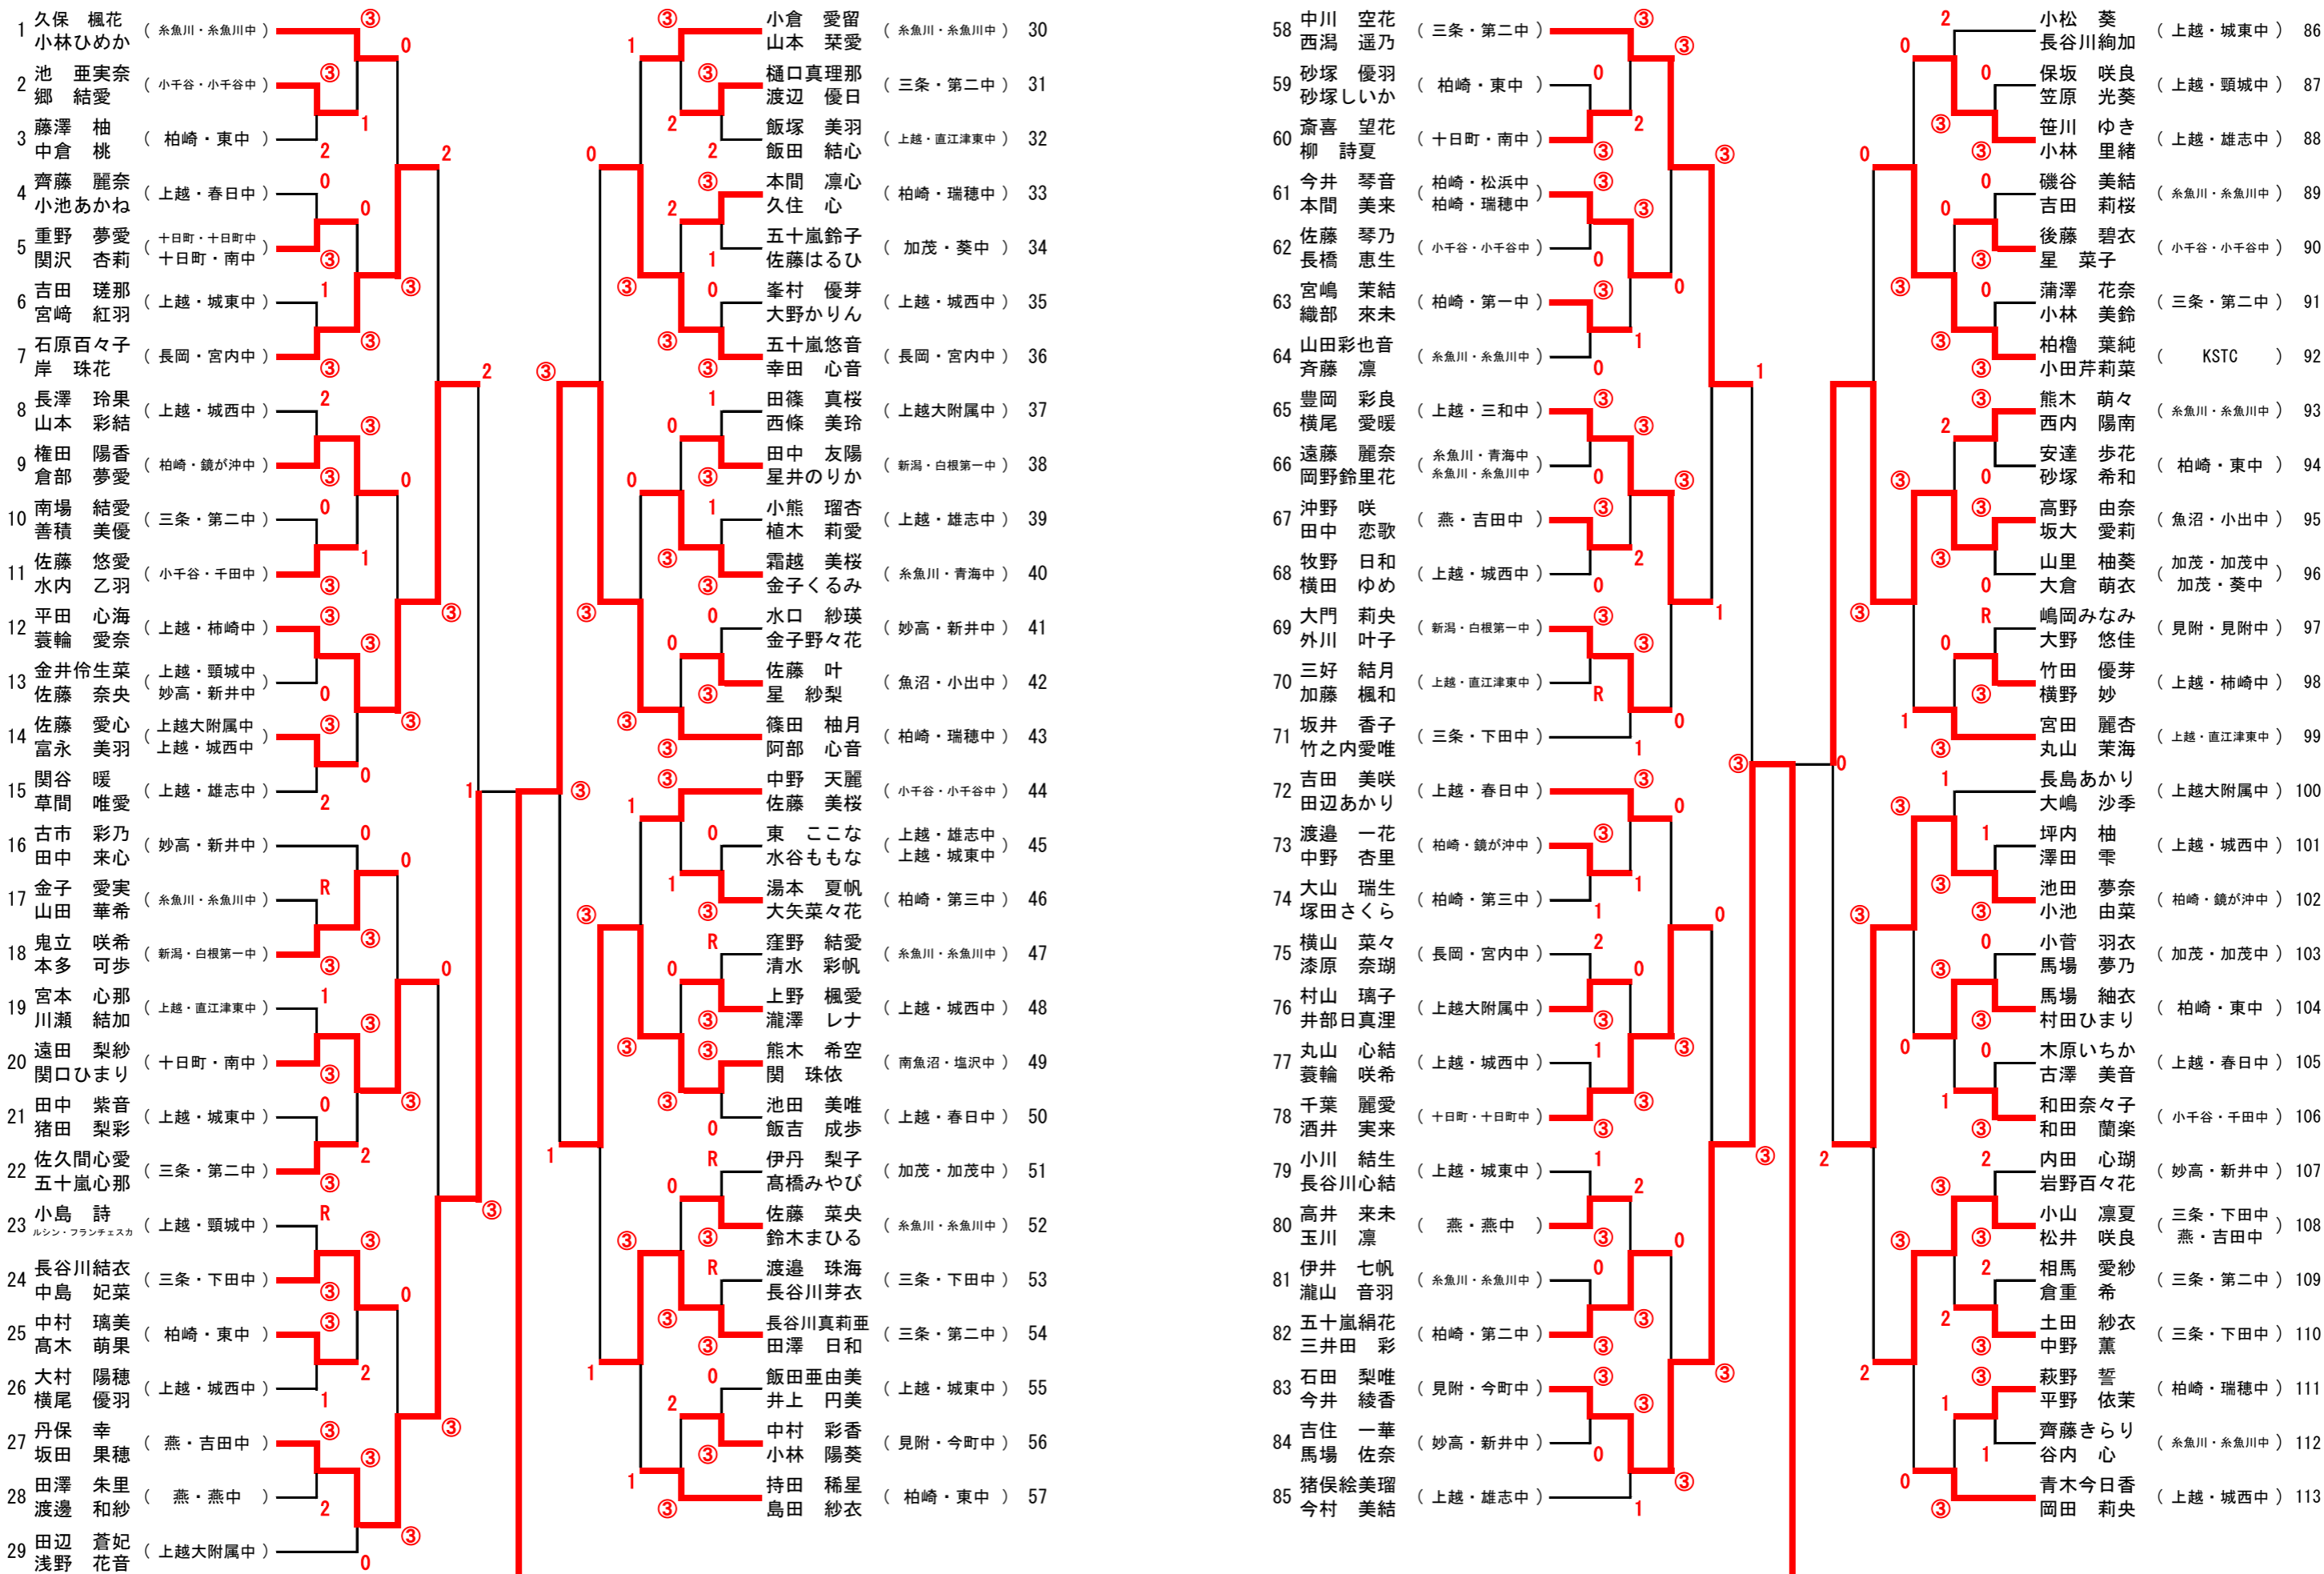 1 久保 楓花 (糸魚川・糸魚川中)
小林ひめか
2 池 亜実奈 (小千谷・小千谷中)
郷 結愛
3 藤澤 柚 (柏崎・東中)
中倉 桃
4 齊藤 麗奈 (上越・春日中)
小池あかね
5 重野 夢愛 (十日町・十日町中
関沢 杏莉 十日町・南中)
6 吉田 瑳那 (上越・城東中)
宮﨑 紅羽
7 石原百々子 (長岡・宮内中)
岸 珠花
8 長澤 玲果 (上越・城西中)
山本 彩結
9 権田 陽香 (柏崎・鏡が沖中)
倉部 夢愛
10 南場 結愛 (三条・第二中)
善積 美優
11 佐藤 悠愛 (小千谷・千田中)
水内 乙羽
12 平田 心海 (上越・柿崎中)
蓑輪 愛奈
13 金井伶生菜 (上越・頸城中
佐藤 奈央 妙高・新井中)
14 佐藤 愛心 (上越大附属中
富永 美羽 上越・城西中)
15 関谷 暖 (上越・雄志中)
草間 唯愛
16 古市 彩乃 (妙高・新井中)
田中 来心
17 金子 愛実 (糸魚川・糸魚川中)
山田 華希
18 鬼立 咲希 (新潟・白根第一中)
本多 可歩
19 宮本 心那 (上越・直江津東中)
川瀬 結加
20 遠田 梨紗 (十日町・南中)
関口ひまり
21 田中 紫音 (上越・城東中)
猪田 梨彩
22 佐久間心愛 (三条・第二中)
五十嵐心那
23 小島 詩 (上越・頸城中)
ルシン・フランチェスカ
24 長谷川結衣 (三条・下田中)
中島 妃菜
25 中村 璃美 (柏崎・東中)
髙木 萌果
26 大村 陽穂 (上越・城西中)
横尾 優羽
27 丹保 幸 (燕・吉田中)
坂田 果穂
28 田澤 朱里 (燕・燕中)
渡邊 和紗
29 田辺 蒼妃 (上越大附属中)
浅野 花音
小倉 愛留 (糸魚川・糸魚川中) 30
山本 栞愛
樋口真理那 (三条・第二中) 31
渡辺 優日
飯塚 美羽 (上越・直江津東中) 32
飯田 結心
本間 凛心 (柏崎・瑞穂中) 33
久住 心
五十嵐鈴子 (加茂・葵中) 34
佐藤はるひ
峯村 優芽 (上越・城西中) 35
大野かりん
五十嵐悠音 (長岡・宮内中) 36
幸田 心音
田篠 真桜 (上越大附属中) 37
西條 美玲
田中 友陽 (新潟・白根第一中) 38
星井のりか
小熊 瑠杏 (上越・雄志中) 39
植木 莉愛
霜越 美桜 (糸魚川・青海中) 40
金子くるみ
水口 紗瑛 (妙高・新井中) 41
金子野々花
佐藤 叶 (魚沼・小出中) 42
星 紗梨
篠田 柚月 (柏崎・瑞穂中) 43
阿部 心音
中野 天麗 (小千谷・小千谷中) 44
佐藤 美桜
東 ここな (上越・雄志中 45
水谷ももな 上越・城東中)
湯本 夏帆 (柏崎・第三中) 46
大矢菜々花
窪野 結愛 (糸魚川・糸魚川中) 47
清水 彩帆
上野 楓愛 (上越・城西中) 48
瀧澤 レナ
熊木 希空 (南魚沼・塩沢中) 49
関 珠依
池田 美唯 (上越・春日中) 50
飯吉 成歩
伊丹 梨子 (加茂・加茂中) 51
髙橋みやび
佐藤 菜央 (糸魚川・糸魚川中) 52
鈴木まひる
渡邉 珠海 (三条・下田中) 53
長谷川芽衣
長谷川真莉亜 (三条・第二中) 54
田澤 日和
飯田亜由美 (上越・城東中) 55
井上 円美
中村 彩香 (見附・今町中) 56
小林 陽葵
持田 稀星 (柏崎・東中) 57
島田 紗衣
58 中川 空花 (三条・第二中)
西潟 遥乃
59 砂塚 優羽 (柏崎・東中)
砂塚しいか
60 斎喜 望花 (十日町・南中)
柳 詩夏
61 今井 琴音 (柏崎・松浜中
本間 美来 柏崎・瑞穂中)
62 佐藤 琴乃 (小千谷・小千谷中)
長橋 恵生
63 宮嶋 茉結 (柏崎・第一中)
織部 來未
64 山田彩也音 (糸魚川・糸魚川中)
斉藤 凛
65 豊岡 彩良 (上越・三和中)
横尾 愛暖
66 遠藤 麗奈 (糸魚川・青海中
岡野鈴里花 糸魚川・糸魚川中)
67 沖野 咲 (燕・吉田中)
田中 恋歌
68 牧野 日和 (上越・城西中)
横田 ゆめ
69 大門 莉央 (新潟・白根第一中)
外川 叶子
70 三好 結月 (上越・直江津東中)
加藤 楓和
71 坂井 香子 (三条・下田中)
竹之内愛唯
72 吉田 美咲 (上越・春日中)
田辺あかり
73 渡邉 一花 (柏崎・鏡が沖中)
中野 杏里
74 大山 瑞生 (柏崎・第三中)
塚田さくら
75 横山 菜々 (長岡・宮内中)
漆原 奈瑚
76 村山 璃子 (上越大附属中)
井部日真浬
77 丸山 心結 (上越・城西中)
蓑輪 咲希
78 千葉 麗愛 (十日町・十日町中)
酒井 実来
79 小川 結生 (上越・城東中)
長谷川心結
80 高井 来未 (燕・燕中)
玉川 凛
81 伊井 七帆 (糸魚川・糸魚川中)
瀧山 音羽
82 五十嵐絹花 (柏崎・第二中)
三井田 彩
83 石田 梨唯 (見附・今町中)
今井 綾香
84 吉住 一華 (妙高・新井中)
馬場 佐奈
85 猪俣絵美瑠 (上越・雄志中)
今村 美結
小松 葵 (上越・城東中) 86
長谷川絢加
保坂 咲良 (上越・頸城中) 87
笠原 光葵
笹川 ゆき (上越・雄志中) 88
小林 里緒
磯谷 美結 (糸魚川・糸魚川中) 89
吉田 莉桜
後藤 碧衣 (小千谷・小千谷中) 90
星 菜子
蒲澤 花奈 (三条・第二中) 91
小林 美鈴
柏櫓 葉純 (KSTC) 92
小田芹莉菜
熊木 萌々 (糸魚川・糸魚川中) 93
西内 陽南
安達 歩花 (柏崎・東中) 94
砂塚 希和
高野 由奈 (魚沼・小出中) 95
坂大 愛莉
山里 柚葵 (加茂・加茂中 96
大倉 萌衣 加茂・葵中)
嶋岡みなみ (見附・見附中) 97
大野 悠佳
竹田 優芽 (上越・柿崎中) 98
横野 妙
宮田 麗杏 (上越・直江津東中) 99
丸山 茉海
長島あかり (上越大附属中) 100
大嶋 沙季
坪内 柚 (上越・城西中) 101
澤田 雫
池田 夢奈 (柏崎・鏡が沖中) 102
小池 由菜
小菅 羽衣 (加茂・加茂中) 103
馬場 夢乃
馬場 紬衣 (柏崎・東中) 104
村田ひまり
木原いちか (上越・春日中) 105
古澤 美音
和田奈々子 (小千谷・千田中) 106
和田 蘭楽
内田 心瑚 (妙高・新井中) 107
岩野百々花
小山 凛夏 (三条・下田中 108
松井 咲良 燕・吉田中)
相馬 愛紗 (三条・第二中) 109
倉重 希
土田 紗衣 (三条・下田中) 110
中野 薫
萩野 誓 (柏崎・瑞穂中) 111
平野 依茉
齊藤きらり (糸魚川・糸魚川中) 112
谷内 心
青木今日香 (上越・城西中) 113
岡田 莉央